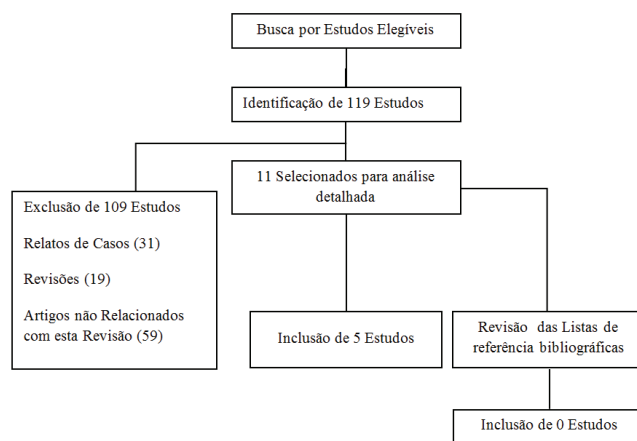 Busca por Estudos Elegíveis
Identificação de 119 Estudos
11 Selecionados para análise
detalhada
Exclusão de 109 Estudos
Relatos de Casos (31)
Revisões (19)
Artigos não Relacionados
com esta Revisão (59)
Inclusão de 5 Estudos
Revisão das Listas de
referência bibliográficas
Inclusão de 0 Estudos